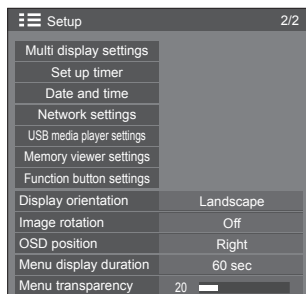 Setup 2/2
Multi display settings
Set up timer
Date and time
Network settings
USB media player settings
Memory viewer settings
Function button settings
Display orientation Landscape
Image rotation Off
OSD position Right
Menu display duration 60 sec
Menu transparency 20